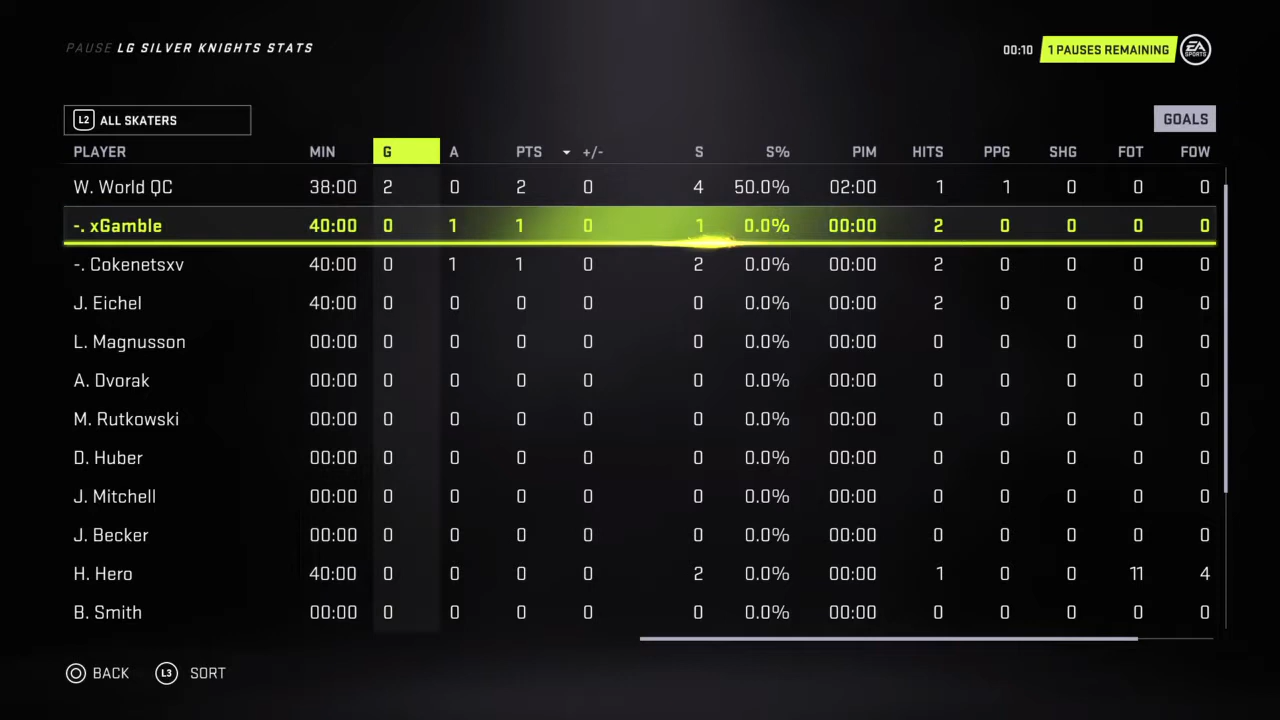 PAUSE LG SILVER KNIGHTS STATS
00:10 1 PAUSES REMAINING EA SPORTS
L2 ALL SKATERS
GOALS
PLAYER MIN G A PTS +/- S S% PIM HITS PPG SHG FOT FOW
W. World QC 38:00 2 0 2 0 4 50.0% 02:00 1 1 0 0 0
-. xGamble 40:00 0 1 1 0 1 0.0% 00:00 2 0 0 0 0
-. Cokenetsxv 40:00 0 1 1 0 2 0.0% 00:00 2 0 0 0 0
J. Eichel 40:00 0 0 0 0 0 0.0% 00:00 2 0 0 0 0
L. Magnusson 00:00 0 0 0 0 0 0.0% 00:00 0 0 0 0 0
A. Dvorak 00:00 0 0 0 0 0 0.0% 00:00 0 0 0 0 0
M. Rutkowski 00:00 0 0 0 0 0 0.0% 00:00 0 0 0 0 0
D. Huber 00:00 0 0 0 0 0 0.0% 00:00 0 0 0 0 0
J. Mitchell 00:00 0 0 0 0 0 0.0% 00:00 0 0 0 0 0
J. Becker 00:00 0 0 0 0 0 0.0% 00:00 0 0 0 0 0
H. Hero 40:00 0 0 0 0 2 0.0% 00:00 1 0 0 11 4
B. Smith 00:00 0 0 0 0 0 0.0% 00:00 0 0 0 0 0
BACK L3 SORT